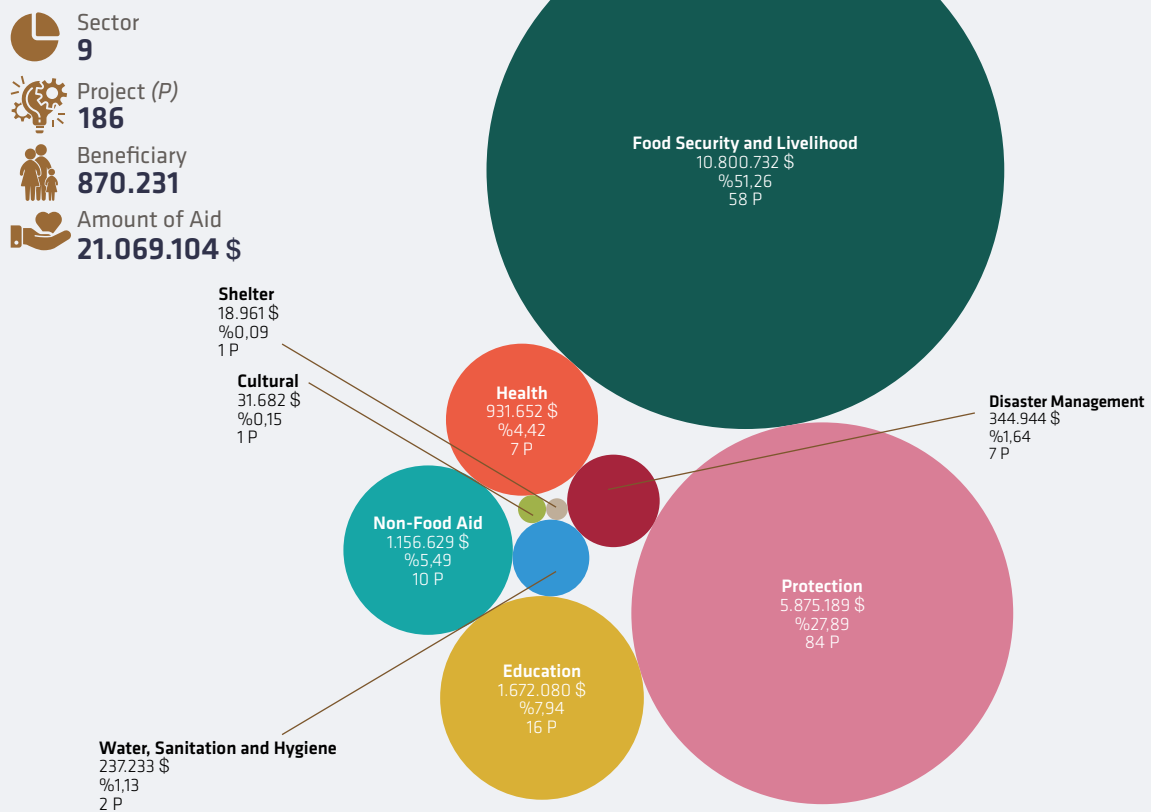 Sector
9
Project (P)
186
Beneficiary
870.231
Amount of Aid
21.069.104 $
Food Security and Livelihood
10.800.732 $
%51,26
58 P
Shelter
18.961 $
%0,09
1 P
Cultural
31.682 $
%0,15
1 P
Health
931.652 $
%4,42
7 P
Disaster Management
344.944 $
%1,64
7 P
Non-Food Aid
1.156.629 $
%5,49
10 P
Protection
5.875.189 $
%27,89
84 P
Education
1.672.080 $
%7,94
16 P
Water, Sanitation and Hygiene
237.233 $
%1,13
2 P